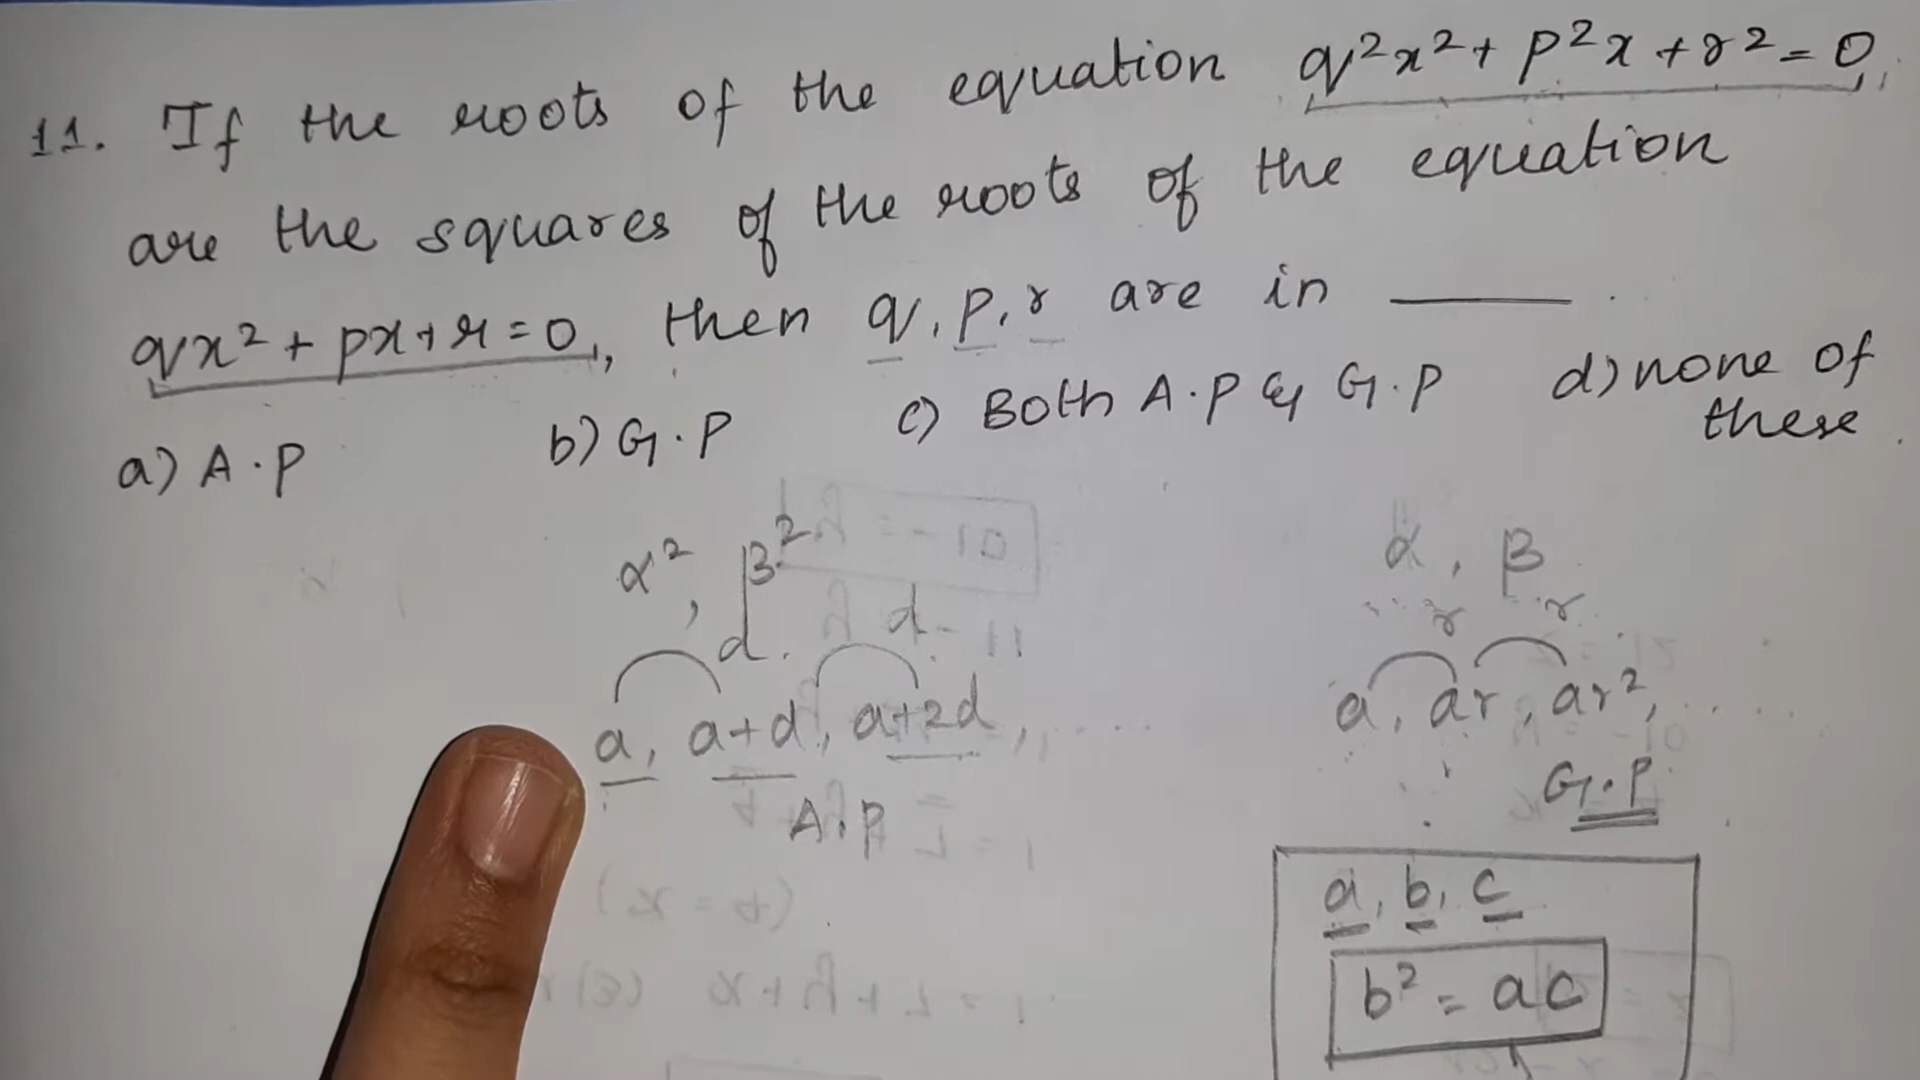 11. If the roots of the equation q²x² + p²x + r² = 0,
are the squares of the roots of the equation
qx² + px + r = 0, then q, p, r are in ______.
a) A.P b) G.P c) Both A.P & G.P d) none of
these.
α², β² α, β
d. d. r r
a, a+d, a+2d, ..... a, ar, ar², .....
A.P G.P
a, b, c
b² = ac